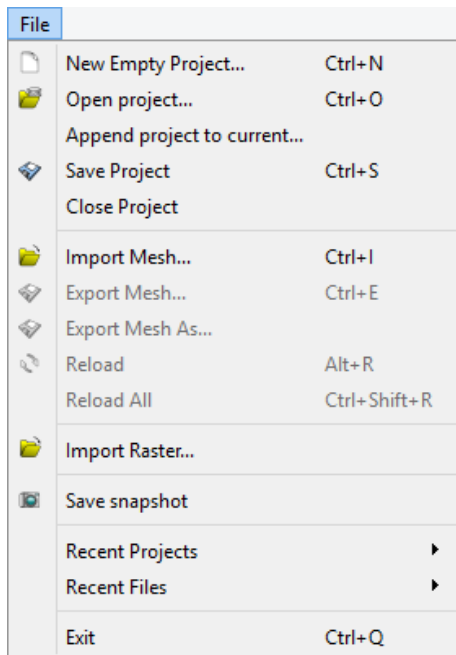 File
New Empty Project... Ctrl+N
Open project... Ctrl+O
Append project to current...
Save Project Ctrl+S
Close Project
Import Mesh... Ctrl+I
Export Mesh... Ctrl+E
Export Mesh As...
Reload Alt+R
Reload All Ctrl+Shift+R
Import Raster...
Save snapshot
Recent Projects
Recent Files
Exit Ctrl+Q